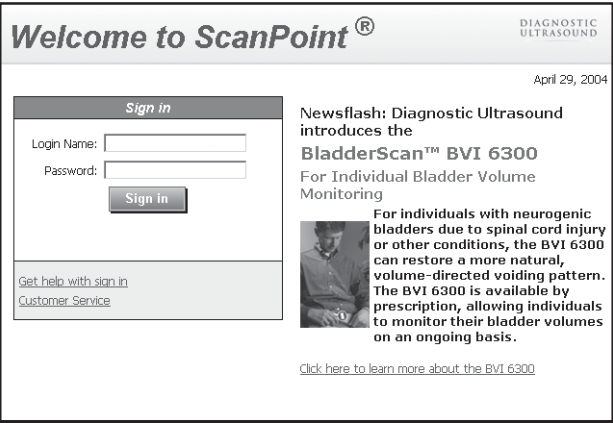 Welcome to ScanPoint®
DIAGNOSTIC
ULTRASOUND
April 29, 2004
Sign in
Login Name:
Password:
Sign in
Get help with sign in
Customer Service
Newsflash: Diagnostic Ultrasound
introduces the
BladderScan™ BVI 6300
For Individual Bladder Volume
Monitoring
For individuals with neurogenic
bladders due to spinal cord injury
or other conditions, the BVI 6300
can restore a more natural,
volume-directed voiding pattern.
The BVI 6300 is available by
prescription, allowing individuals
to monitor their bladder volumes
on an ongoing basis.
Click here to learn more about the BVI 6300